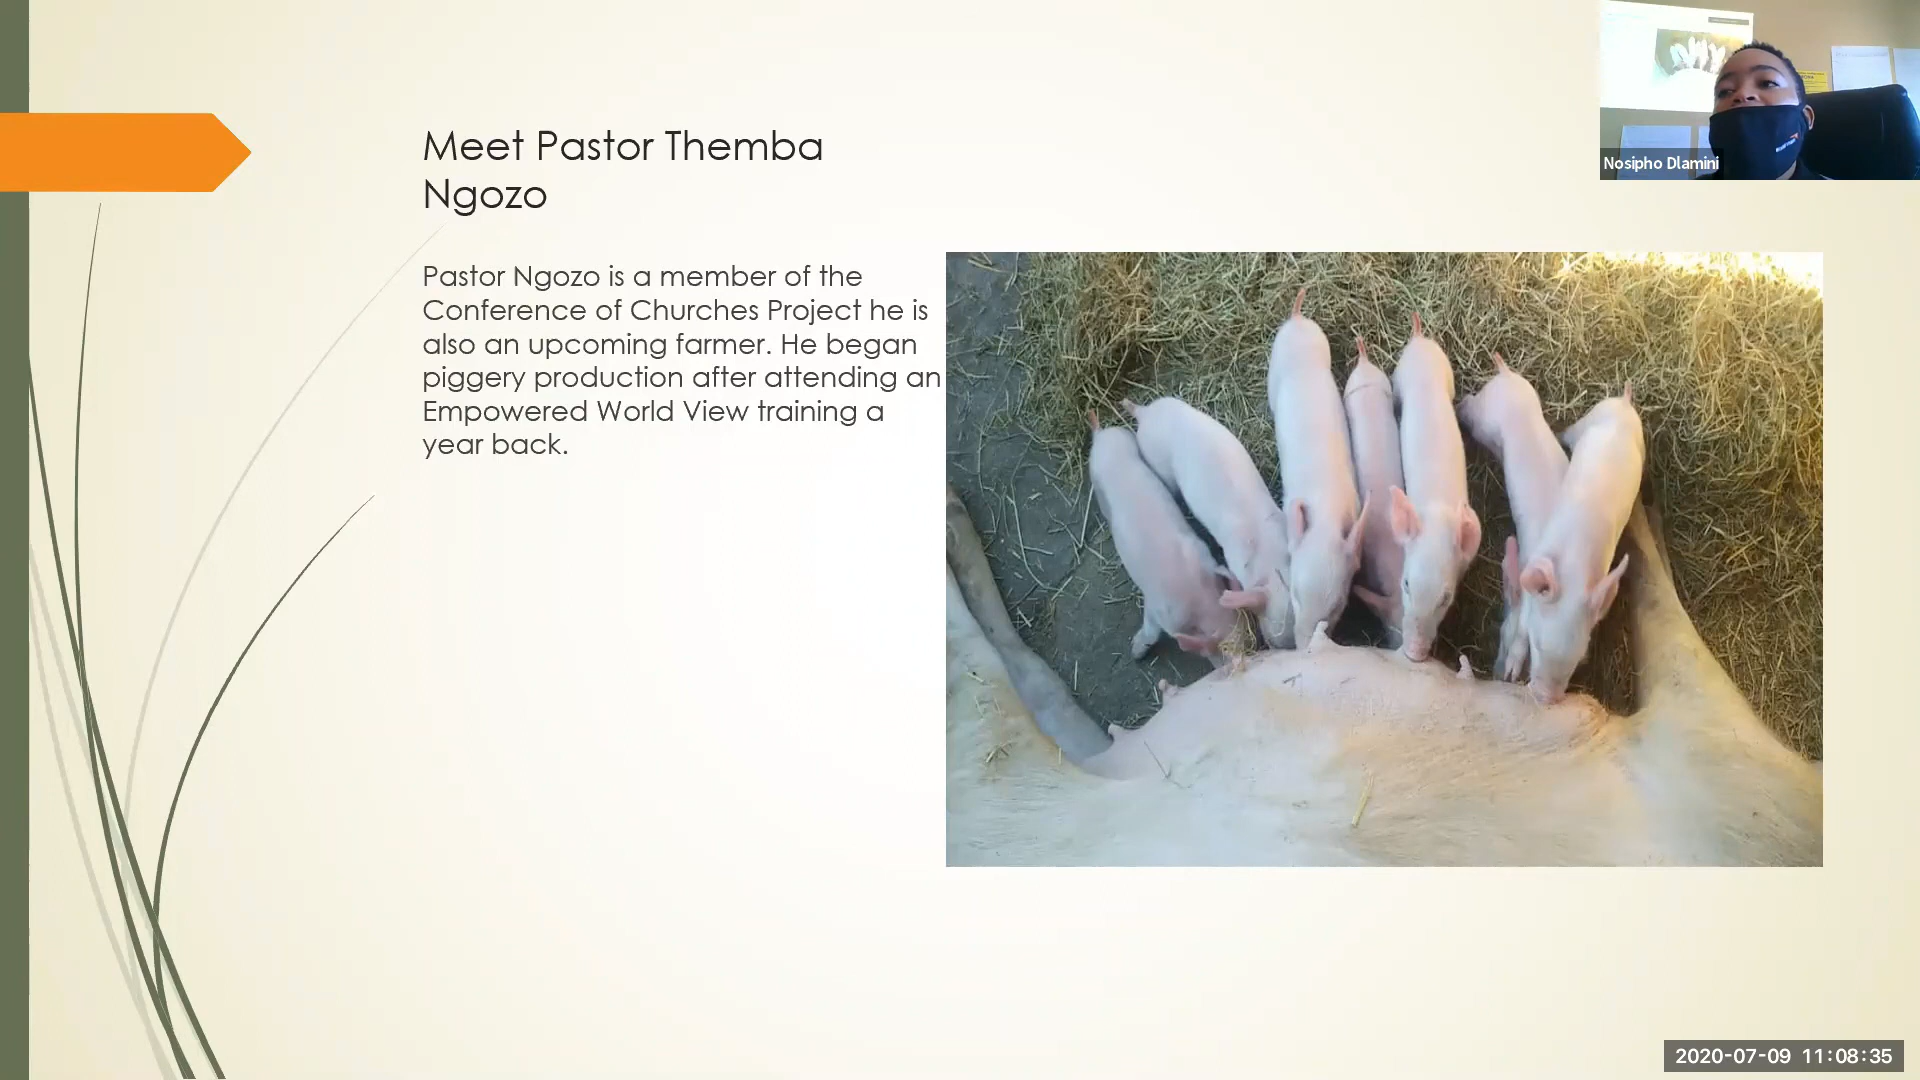 Meet Pastor Themba
Ngozo
Pastor Ngozo is a member of the
Conference of Churches Project he is
also an upcoming farmer. He began
piggery production after attending an
Empowered World View training a
year back.
Nosipho Dlamini
2020-07-09 11:08:35